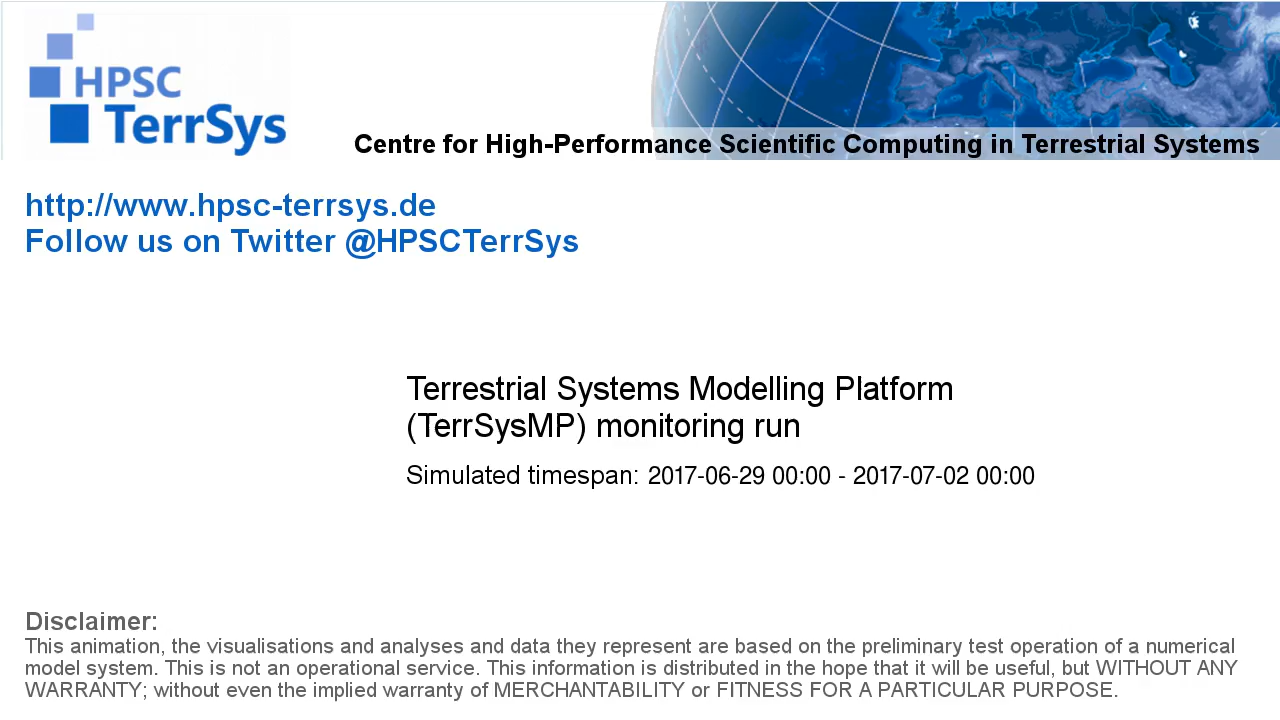 HPSC
TerrSys
Centre for High-Performance Scientific Computing in Terrestrial Systems
http://www.hpsc-terrsys.de
Follow us on Twitter @HPSCTerrSys
Terrestrial Systems Modelling Platform
(TerrSysMP) monitoring run
Simulated timespan: 2017-06-29 00:00 - 2017-07-02 00:00
Disclaimer:
This animation, the visualisations and analyses and data they represent are based on the preliminary test operation of a numerical
model system. This is not an operational service. This information is distributed in the hope that it will be useful, but WITHOUT ANY
WARRANTY; without even the implied warranty of MERCHANTABILITY or FITNESS FOR A PARTICULAR PURPOSE.